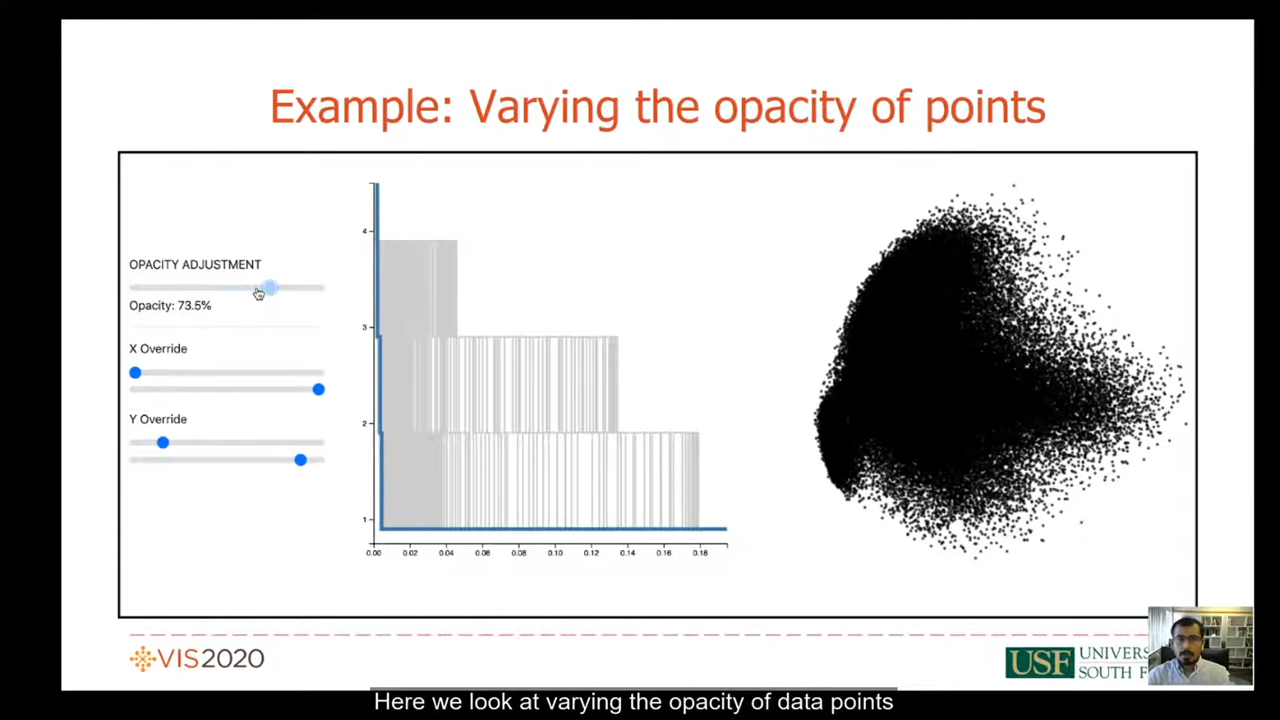 Example: Varying the opacity of points
OPACITY ADJUSTMENT
Opacity: 73.5%
X Override
Y Override
4
3
2
1
0.00 0.02 0.04 0.06 0.08 0.10 0.12 0.14 0.16 0.18
VIS2020
USF
UNIVERS
SOUTH F
Here we look at varying the opacity of data points